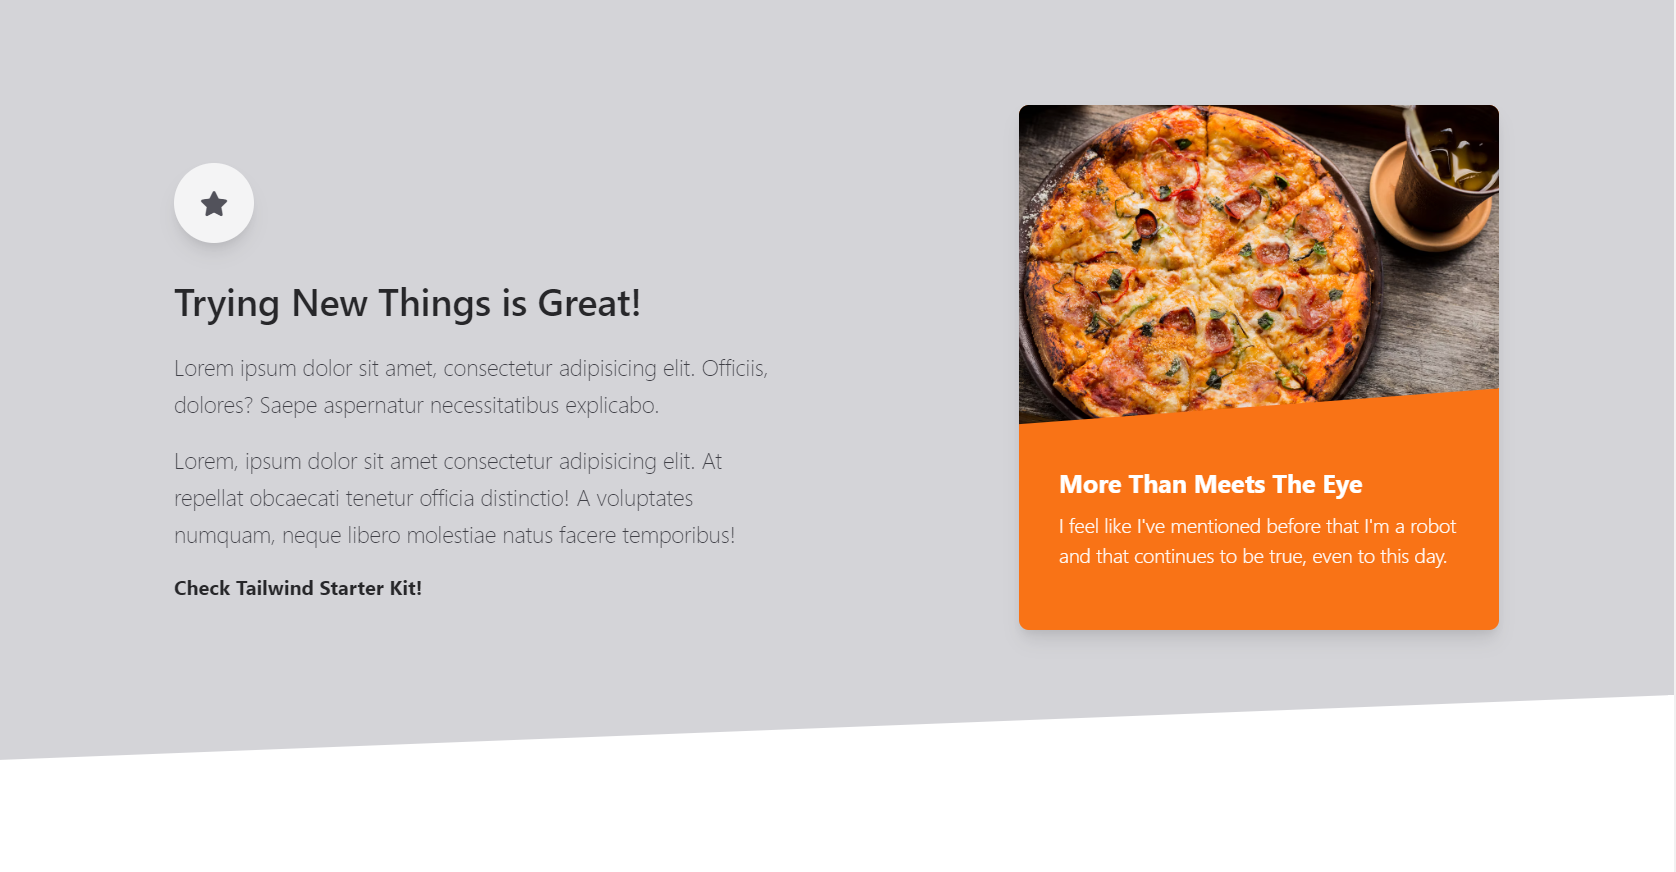 Trying New Things is Great!
Lorem ipsum dolor sit amet, consectetur adipisicing elit. Officiis,
dolores? Saepe aspernatur necessitatibus explicabo.
Lorem, ipsum dolor sit amet consectetur adipisicing elit. At
repellat obcaecati tenetur officia distinctio! A voluptates
numquam, neque libero molestiae natus facere temporibus!
Check Tailwind Starter Kit!
More Than Meets The Eye
I feel like I've mentioned before that I'm a robot
and that continues to be true, even to this day.